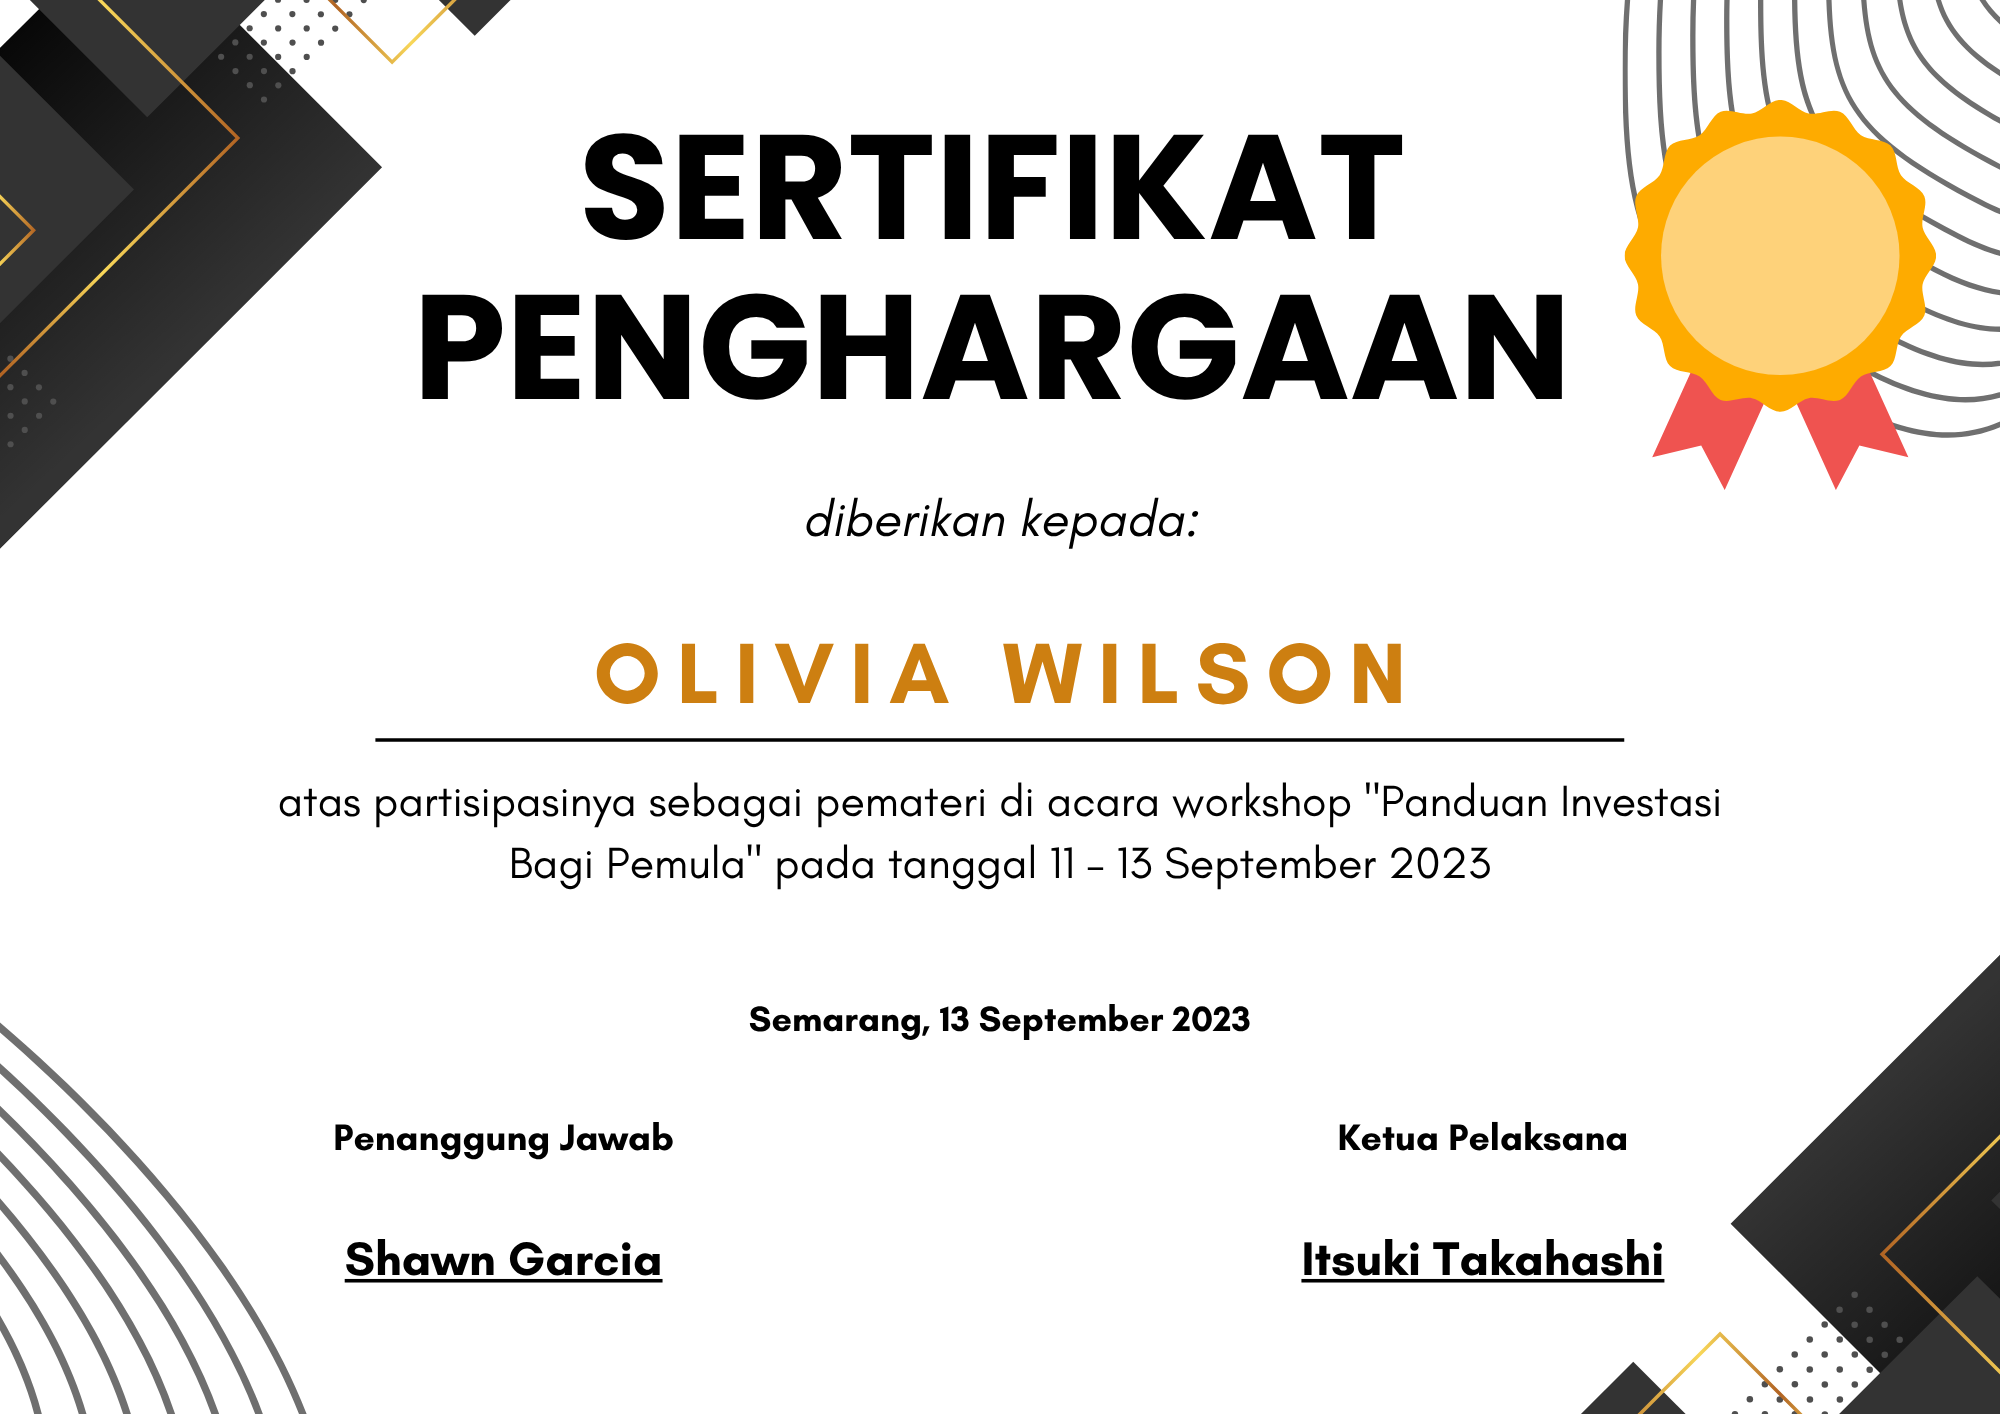 SERTIFIKAT
PENGHARGAAN
diberikan kepada:
OLIVIA WILSON
atas partisipasinya sebagai pemateri di acara workshop "Panduan Investasi
Bagi Pemula" pada tanggal 11 – 13 September 2023
Semarang, 13 September 2023
Penanggung Jawab
Ketua Pelaksana
Shawn Garcia
Itsuki Takahashi